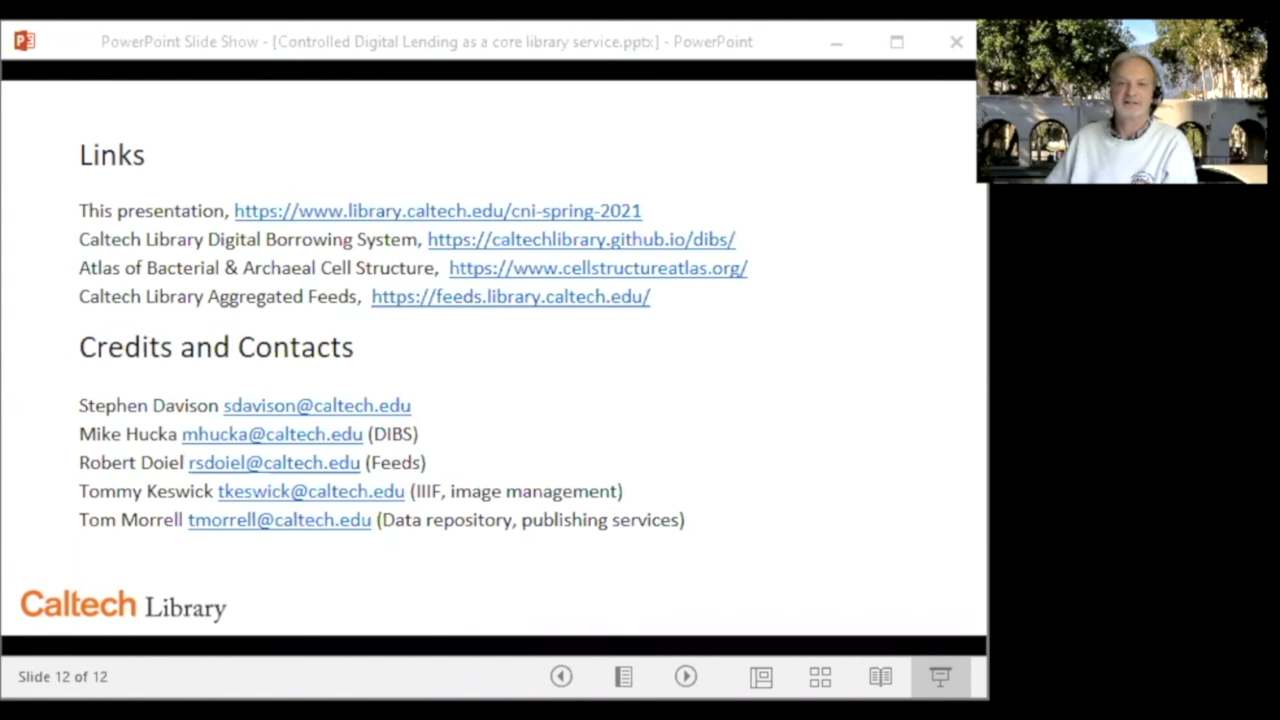 PowerPoint Slide Show - [Controlled Digital Lending as a core library service.pptx] - PowerPoint
Links
This presentation, https://www.library.caltech.edu/cni-spring-2021
Caltech Library Digital Borrowing System, https://caltechlibrary.github.io/dibs/
Atlas of Bacterial & Archaeal Cell Structure, https://www.cellstructureatlas.org/
Caltech Library Aggregated Feeds, https://feeds.library.caltech.edu/
Credits and Contacts
Stephen Davison sdavison@caltech.edu
Mike Hucka mhucka@caltech.edu (DIBS)
Robert Doiel rsdoiel@caltech.edu (Feeds)
Tommy Keswick tkeswick@caltech.edu (IIIF, image management)
Tom Morrell tmorrell@caltech.edu (Data repository, publishing services)
Caltech Library
Slide 12 of 12